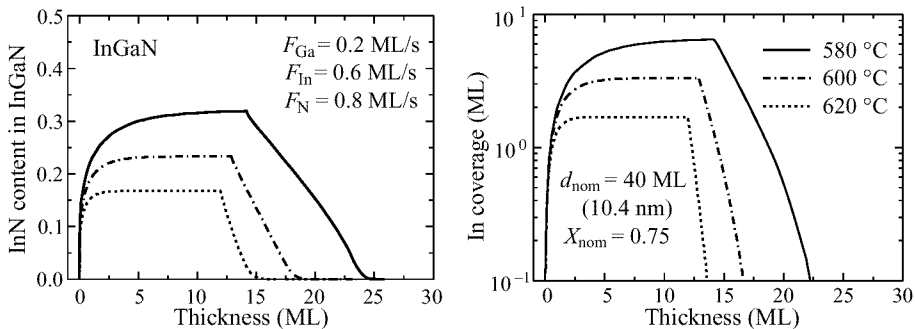 InN content in InGaN
0.5
0.4
0.3
0.2
0.1
0.0
InGaN
F_Ga = 0.2 ML/s
F_In = 0.6 ML/s
F_N = 0.8 ML/s
0 5 10 15 20 25 30
Thickness (ML)
In coverage (ML)
10^1
10^0
10^-1
580 °C
600 °C
620 °C
d_nom = 40 ML
(10.4 nm)
X_nom = 0.75
0 5 10 15 20 25 30
Thickness (ML)